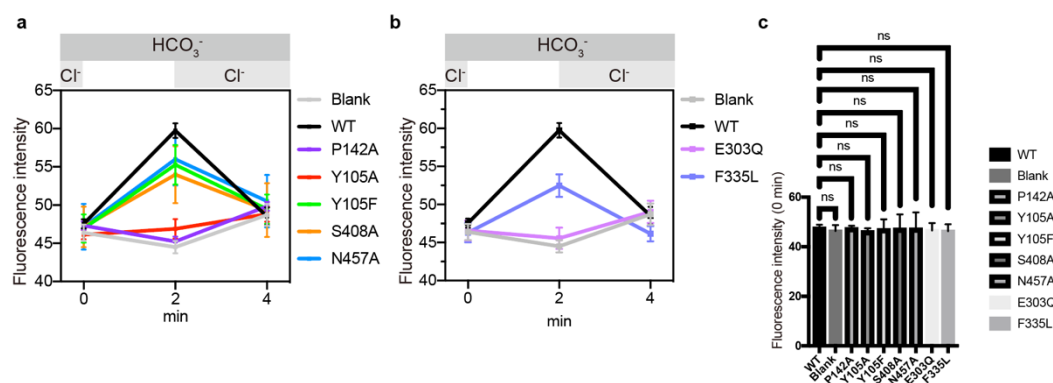 a
HCO3-
Cl-
Cl-
Fluorescence intensity
65
60
55
50
45
40
0
2
4
min
Blank
WT
P142A
Y105A
Y105F
S408A
N457A
b
HCO3-
Cl-
Cl-
Fluorescence intensity
65
60
55
50
45
40
0
2
4
min
Blank
WT
E303Q
F335L
c
ns
ns
ns
ns
ns
ns
ns
ns
Fluorescence intensity (0 min)
60
40
20
0
WT
Blank
P142A
Y105A
Y105F
S408A
N457A
E303Q
F335L
WT
Blank
P142A
Y105A
Y105F
S408A
N457A
E303Q
F335L